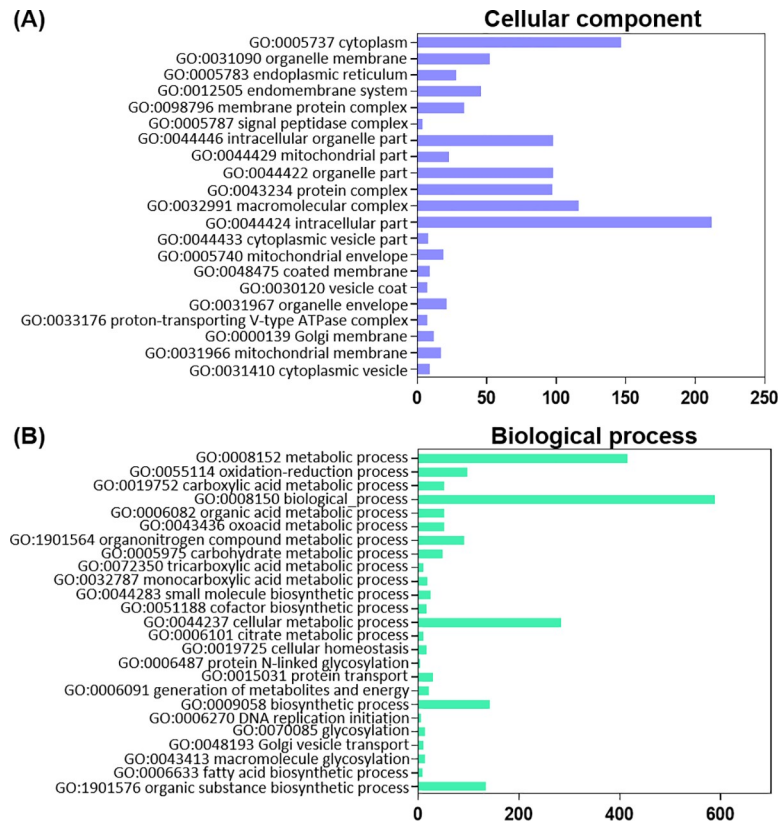 (A)
Cellular component
GO:0005737 cytoplasm
GO:0031090 organelle membrane
GO:0005783 endoplasmic reticulum
GO:0012505 endomembrane system
GO:0098796 membrane protein complex
GO:0005787 signal peptidase complex
GO:0044446 intracellular organelle part
GO:0044429 mitochondrial part
GO:0044422 organelle part
GO:0043234 protein complex
GO:0032991 macromolecular complex
GO:0044424 intracellular part
GO:0044433 cytoplasmic vesicle part
GO:0005740 mitochondrial envelope
GO:0048475 coated membrane
GO:0030120 vesicle coat
GO:0031967 organelle envelope
GO:0033176 proton-transporting V-type ATPase complex
GO:0000139 Golgi membrane
GO:0031966 mitochondrial membrane
GO:0031410 cytoplasmic vesicle
0 50 100 150 200 250
(B)
Biological process
GO:0008152 metabolic process
GO:0055114 oxidation-reduction process
GO:0019752 carboxylic acid metabolic process
GO:0008150 biological_process
GO:0006082 organic acid metabolic process
GO:0043436 oxoacid metabolic process
GO:1901564 organonitrogen compound metabolic process
GO:0005975 carbohydrate metabolic process
GO:0072350 tricarboxylic acid metabolic process
GO:0032787 monocarboxylic acid metabolic process
GO:0044283 small molecule biosynthetic process
GO:0051188 cofactor biosynthetic process
GO:0044237 cellular metabolic process
GO:0006101 citrate metabolic process
GO:0019725 cellular homeostasis
GO:0006487 protein N-linked glycosylation
GO:0015031 protein transport
GO:0006091 generation of metabolites and energy
GO:0009058 biosynthetic process
GO:0006270 DNA replication initiation
GO:0070085 glycosylation
GO:0048193 Golgi vesicle transport
GO:0043413 macromolecule glycosylation
GO:0006633 fatty acid biosynthetic process
GO:1901576 organic substance biosynthetic process
0 200 400 600